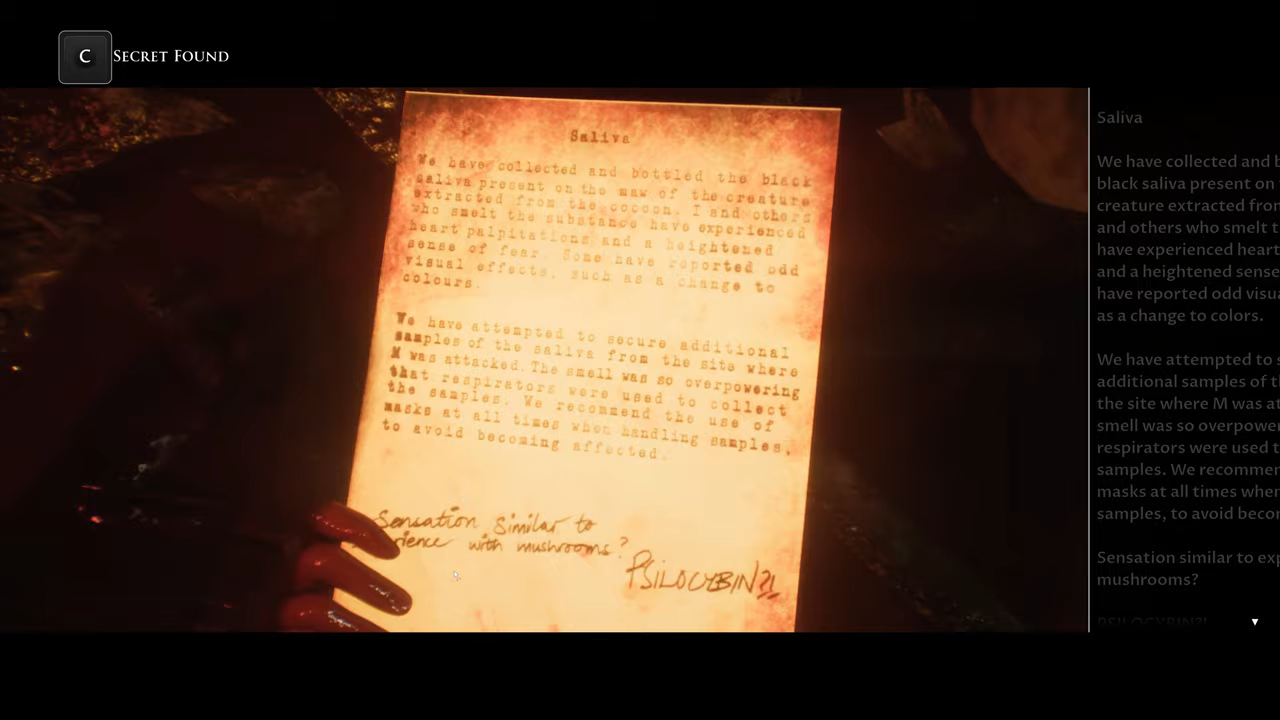 C
SECRET FOUND
Saliva
We have collected and bottled the black
saliva present on the maw of the creature
extracted from the cocoon. I and others
who smelt the substance have experienced
heart palpitations and a heightened
sense of fear. Some have reported odd
visual effects, such as a change to
colours.
We have attempted to secure additional
samples of the saliva from the site where
M was attacked. The smell was so overpowering
that respirators were used to collect
the samples. We recommend the use of
masks at all times when handling samples,
to avoid becoming affected.
Sensation similar to
rience with mushrooms?
PSILOCYBIN?!
Saliva
We have collected and b
black saliva present on
creature extracted from
and others who smelt t
have experienced heart
and a heightened sense
have reported odd visua
as a change to colors.
We have attempted to s
additional samples of th
the site where M was at
smell was so overpower
respirators were used t
samples. We recommen
masks at all times when
samples, to avoid becom
Sensation similar to exp
mushrooms?
PSILOCYBIN?!